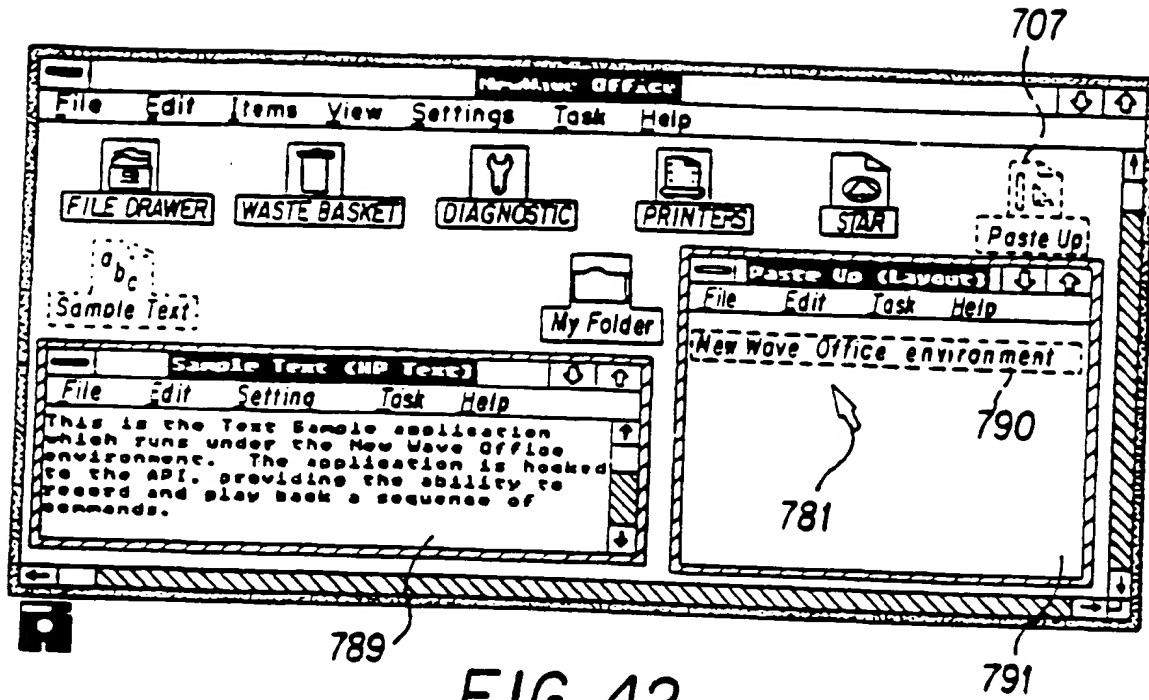 707
NewWave Office
File Edit Items View Settings Task Help
FILE DRAWER WASTE BASKET DIAGNOSTIC PRINTERS STAR Paste Up
abc
Sample Text
My Folder
Paste Up (Layout)
File Edit Task Help
New Wave Office environment
790
781
Sample Text (HP Text)
File Edit Setting Task Help
This is the Text Sample application
which runs under the New Wave Office
environment. The application is hooked
to the API, providing the ability to
record and play back a sequence of
commands.
789
791
FIG 42